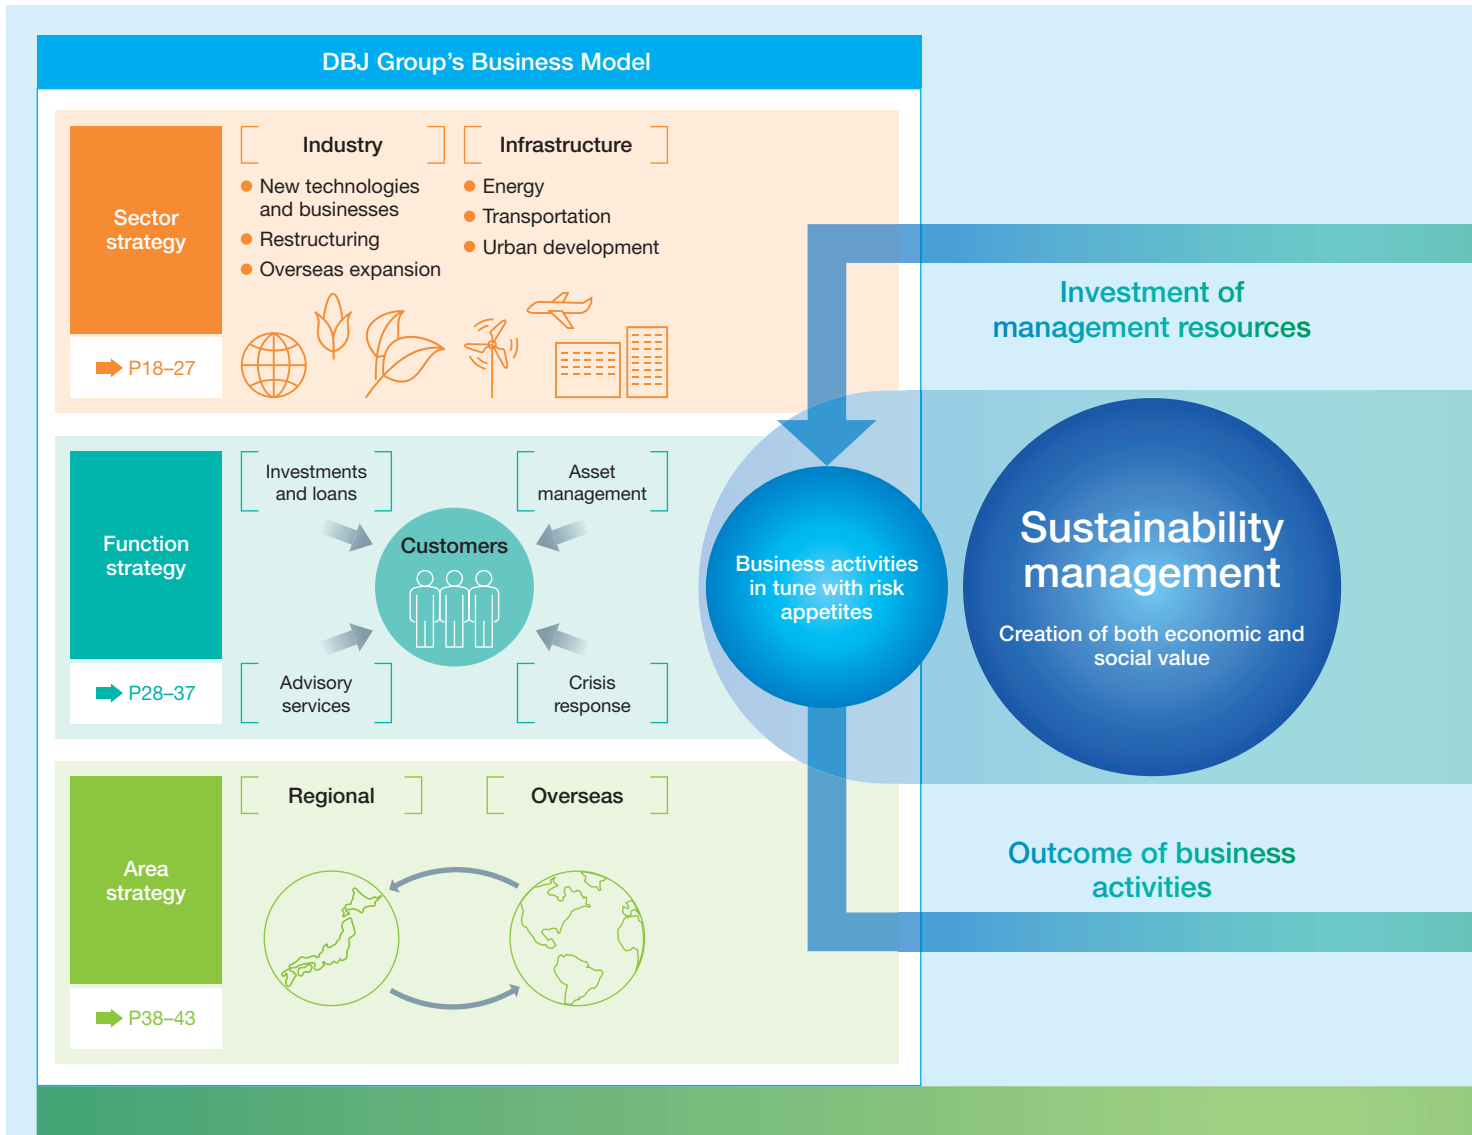 DBJ Group's Business Model
Sector
strategy
P18–27
Industry
New technologies
and businesses
Restructuring
Overseas expansion
Infrastructure
Energy
Transportation
Urban development
Function
strategy
P28–37
Investments
and loans
Asset
management
Customers
Advisory
services
Crisis
response
Area
strategy
P38–43
Regional
Overseas
Business activities
in tune with risk
appetites
Investment of
management resources
Sustainability
management
Creation of both economic and
social value
Outcome of business
activities